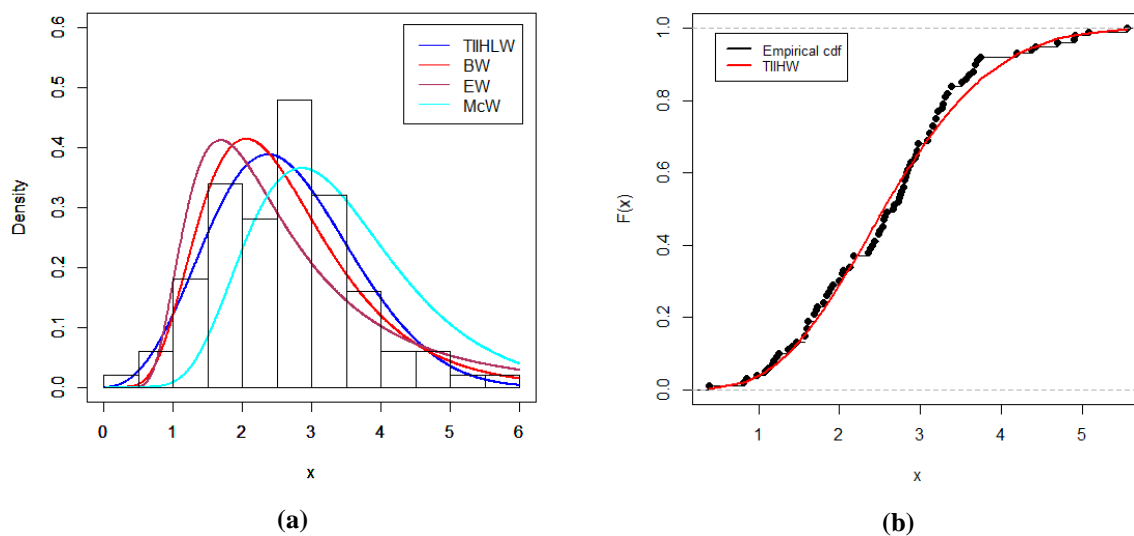 TIIHLW
BW
EW
McW
Density
0.0 0.1 0.2 0.3 0.4 0.5 0.6
0 1 2 3 4 5 6
x
(a)
Empirical cdf
TIIHW
F(x)
0.0 0.2 0.4 0.6 0.8 1.0
1 2 3 4 5
x
(b)